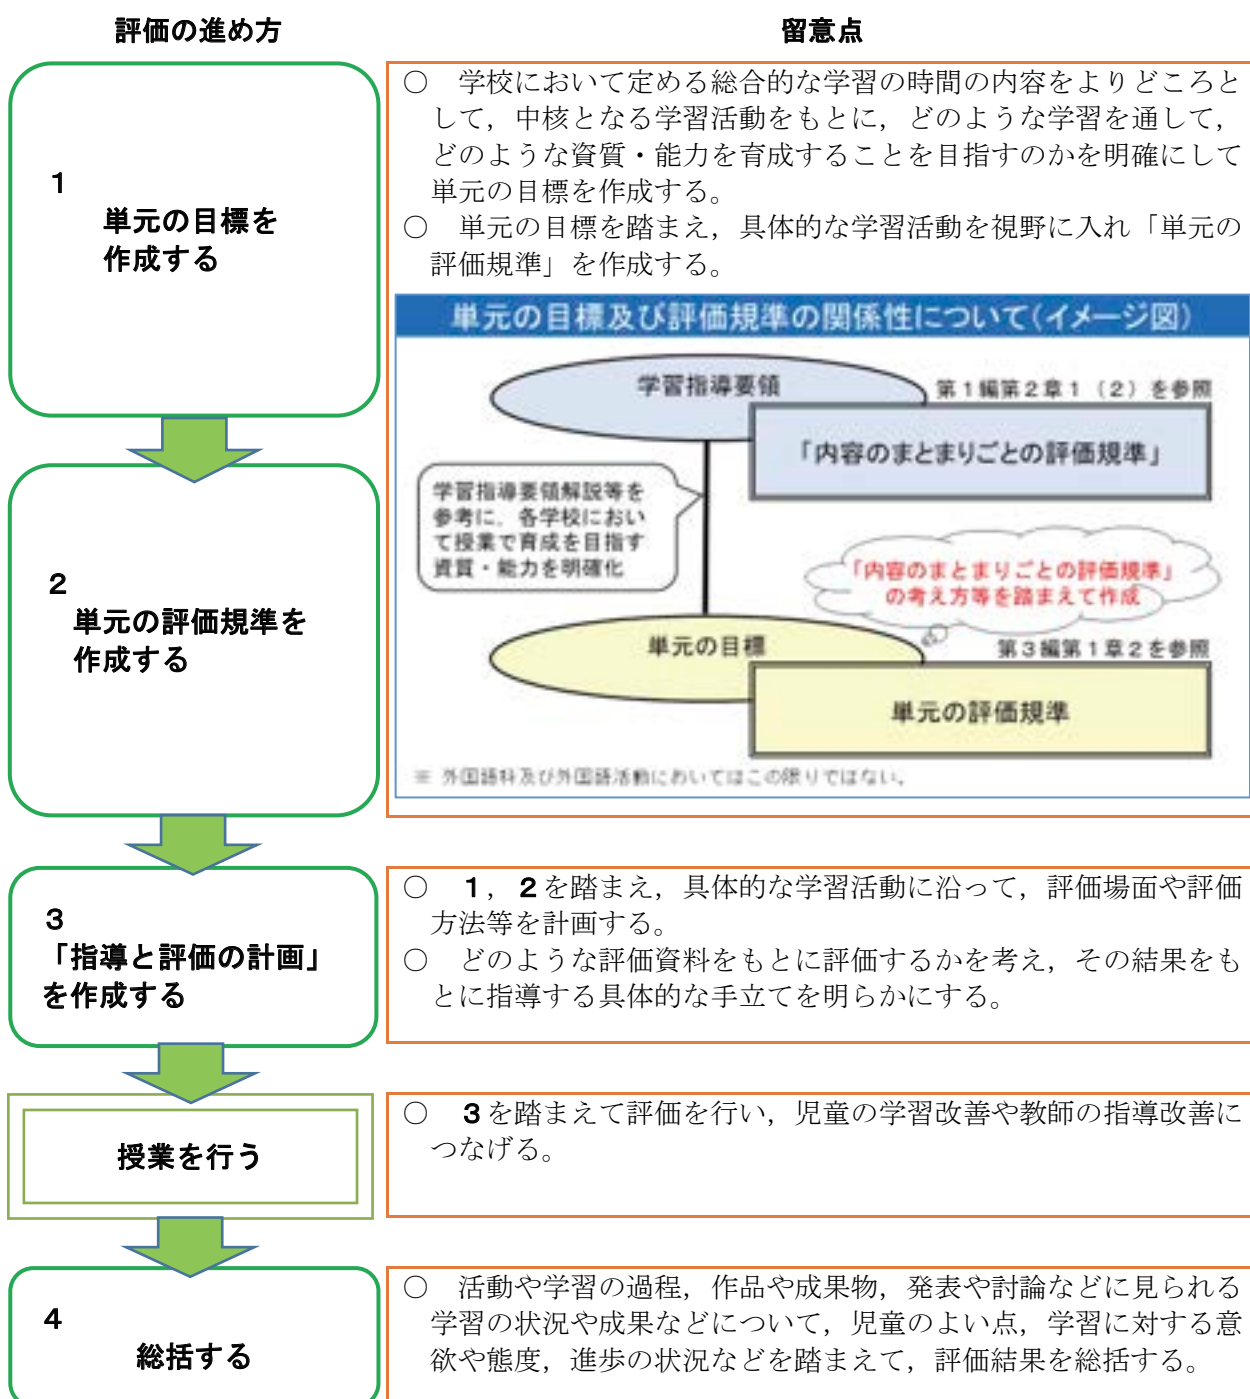 評価の進め方
留意点
1
単元の目標を
作成する
○　学校において定める総合的な学習の時間の内容をよりどころと
して，中核となる学習活動をもとに，どのような学習を通して，
どのような資質・能力を育成することを目指すのかを明確にして
単元の目標を作成する。
○　単元の目標を踏まえ，具体的な学習活動を視野に入れ「単元の
評価規準」を作成する。
単元の目標及び評価規準の関係性について(イメージ図)
学習指導要領
第1編第2章1（2）を参照
「内容のまとまりごとの評価規準」
学習指導要領解説等を
参考に，各学校におい
て授業で育成を目指す
資質・能力を明確化
「内容のまとまりごとの評価規準」
の考え方等を踏まえて作成
単元の目標
第3編第1章2を参照
単元の評価規準
※ 外国語科及び外国語活動においてはこの限りではない。
2
単元の評価規準を
作成する
3
「指導と評価の計画」
を作成する
○　1，2を踏まえ，具体的な学習活動に沿って，評価場面や評価
方法等を計画する。
○　どのような評価資料をもとに評価するかを考え，その結果をも
とに指導する具体的な手立てを明らかにする。
授業を行う
○　3を踏まえて評価を行い，児童の学習改善や教師の指導改善に
つなげる。
4
総括する
○　活動や学習の過程，作品や成果物，発表や討論などに見られる
学習の状況や成果などについて，児童のよい点，学習に対する意
欲や態度，進歩の状況などを踏まえて，評価結果を総括する。